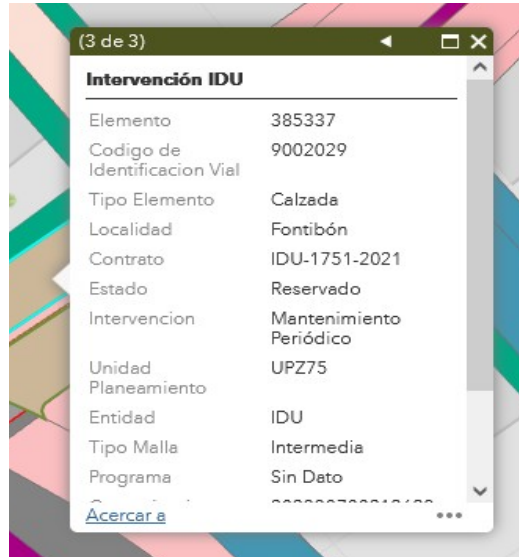 (3 de 3)
Intervención IDU
Elemento 385337
Codigo de 9002029
Identificacion Vial
Tipo Elemento Calzada
Localidad Fontibón
Contrato IDU-1751-2021
Estado Reservado
Intervencion Mantenimiento
Periódico
Unidad UPZ75
Planeamiento
Entidad IDU
Tipo Malla Intermedia
Programa Sin Dato
Acercar a